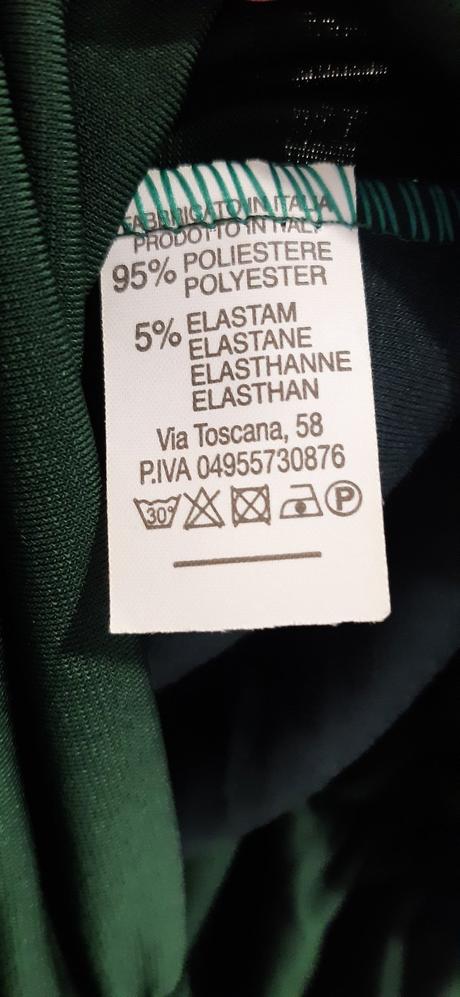 FABBRICATO IN ITALIA
PRODOTTO IN ITALY
95% POLIESTERE
POLYESTER
5% ELASTAM
ELASTANE
ELASTHANNE
ELASTHAN
Via Toscana, 58
P.IVA 04955730876
30° P